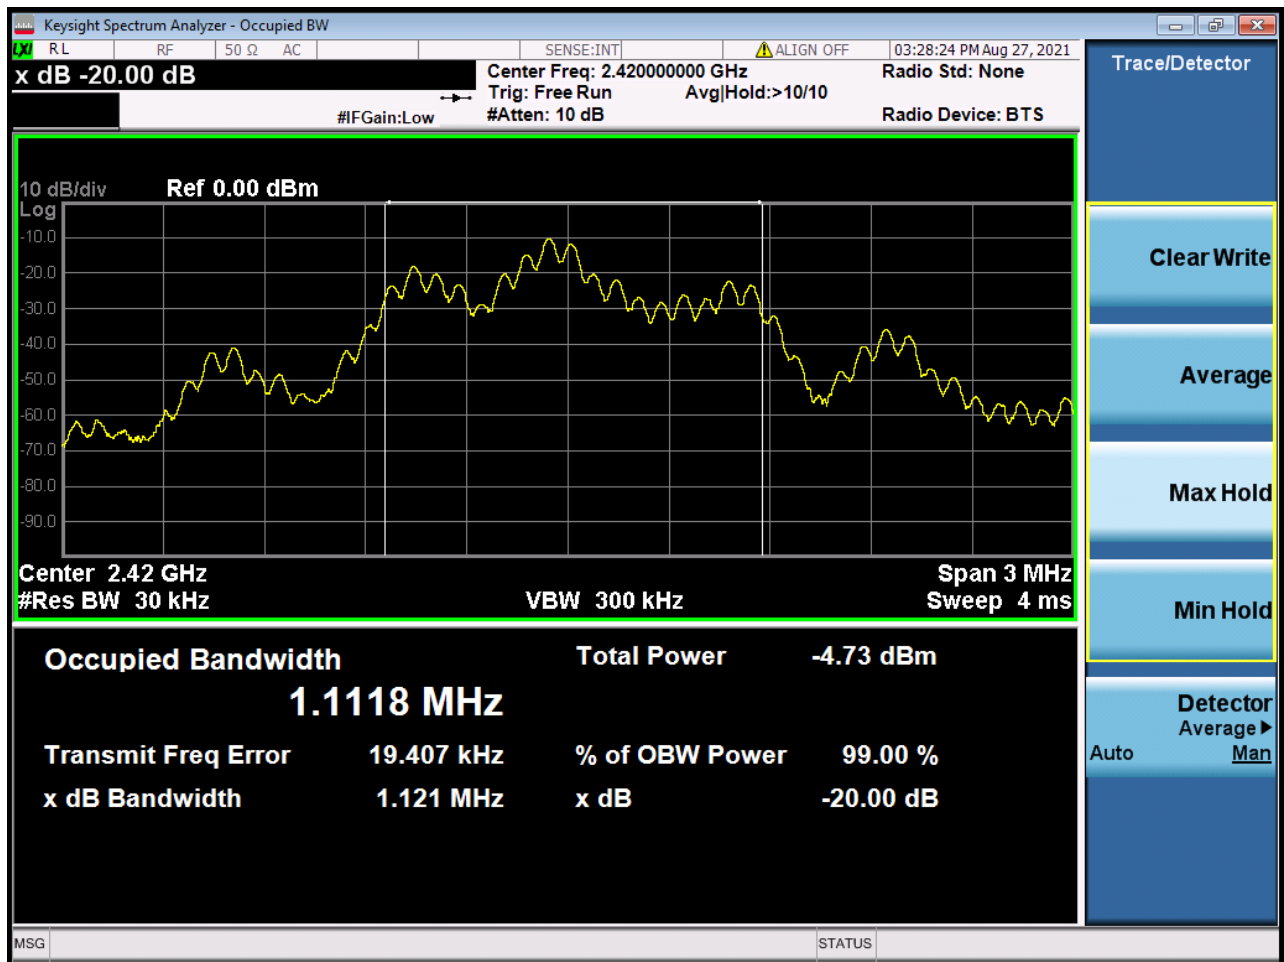 Keysight Spectrum Analyzer - Occupied BW
LXI RL RF 50 Ω AC SENSE:INT ALIGN OFF 03:28:24 PM Aug 27, 2021
x dB -20.00 dB
Center Freq: 2.420000000 GHz Radio Std: None
Trig: Free Run Avg|Hold:>10/10
#IFGain:Low #Atten: 10 dB Radio Device: BTS
Trace/Detector
10 dB/div Ref 0.00 dBm
Log
-10.0
-20.0
-30.0
-40.0
-50.0
-60.0
-70.0
-80.0
-90.0
Center 2.42 GHz Span 3 MHz
#Res BW 30 kHz VBW 300 kHz Sweep 4 ms
Occupied Bandwidth Total Power -4.73 dBm
1.1118 MHz
Transmit Freq Error 19.407 kHz % of OBW Power 99.00 %
x dB Bandwidth 1.121 MHz x dB -20.00 dB
Clear Write
Average
Max Hold
Min Hold
Detector
Average▶
Auto Man
MSG STATUS